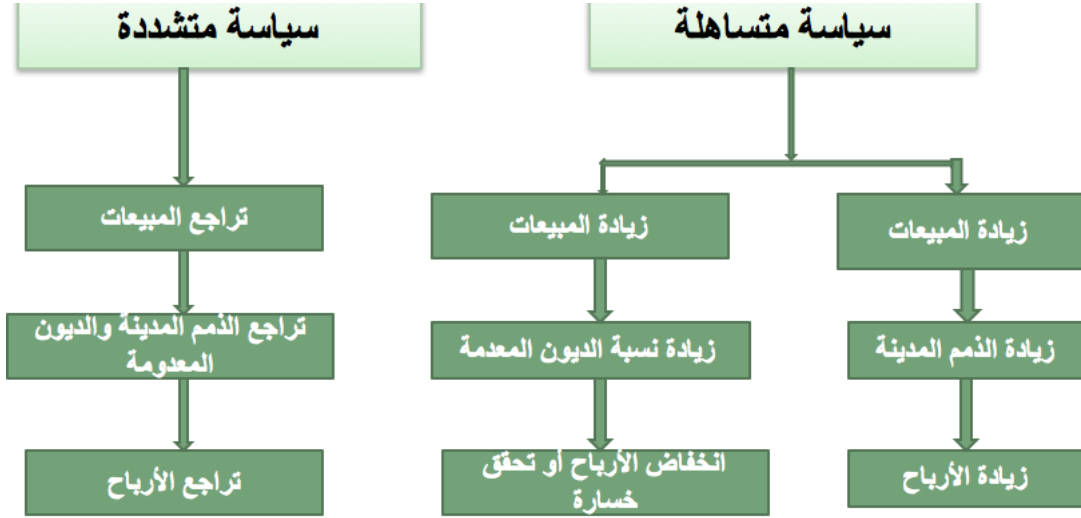 سياسة متساهلة
سياسة متشددة
زيادة المبيعات
زيادة المبيعات
تراجع المبيعات
زيادة الذمم المدينة
زيادة نسبة الديون المعدمة
تراجع الذمم المدينة والديون
المعدومة
زيادة الأرباح
انخفاض الأرباح أو تحقق
خسارة
تراجع الأرباح